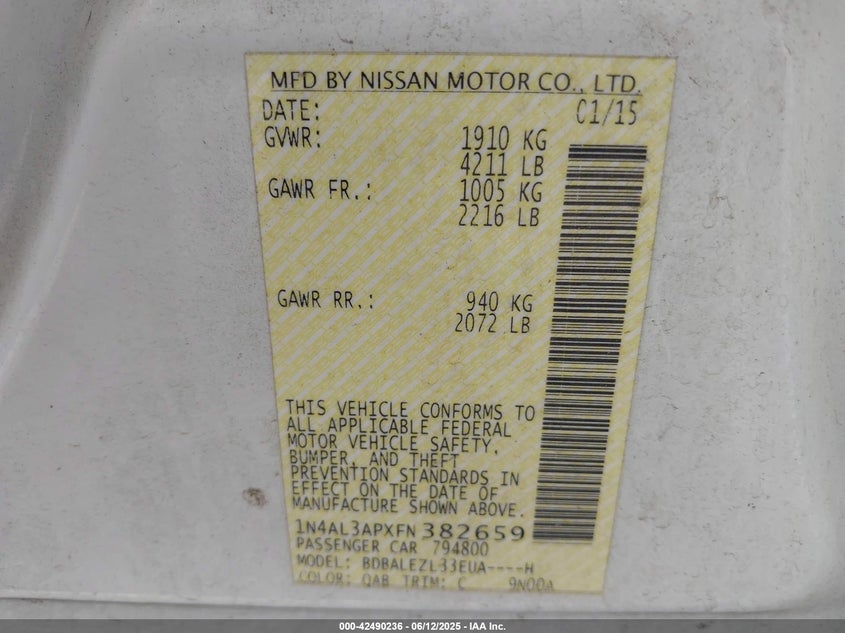 MFD BY NISSAN MOTOR CO., LTD.
DATE: 01/15
GVWR: 1910 KG
4211 LB
GAWR FR.: 1005 KG
2216 LB
GAWR RR.: 940 KG
2072 LB
THIS VEHICLE CONFORMS TO
ALL APPLICABLE FEDERAL
MOTOR VEHICLE SAFETY,
BUMPER, AND THEFT
PREVENTION STANDARDS IN
EFFECT ON THE DATE OF
MANUFACTURE SHOWN ABOVE.
1N4AL3APXFN382659
PASSENGER CAR 794800
MODEL: BDBALEZL33EUA----H
COLOR: QAB TRIM: C 9N00A
000-42490236 - 06/12/2025 - IAA Inc.